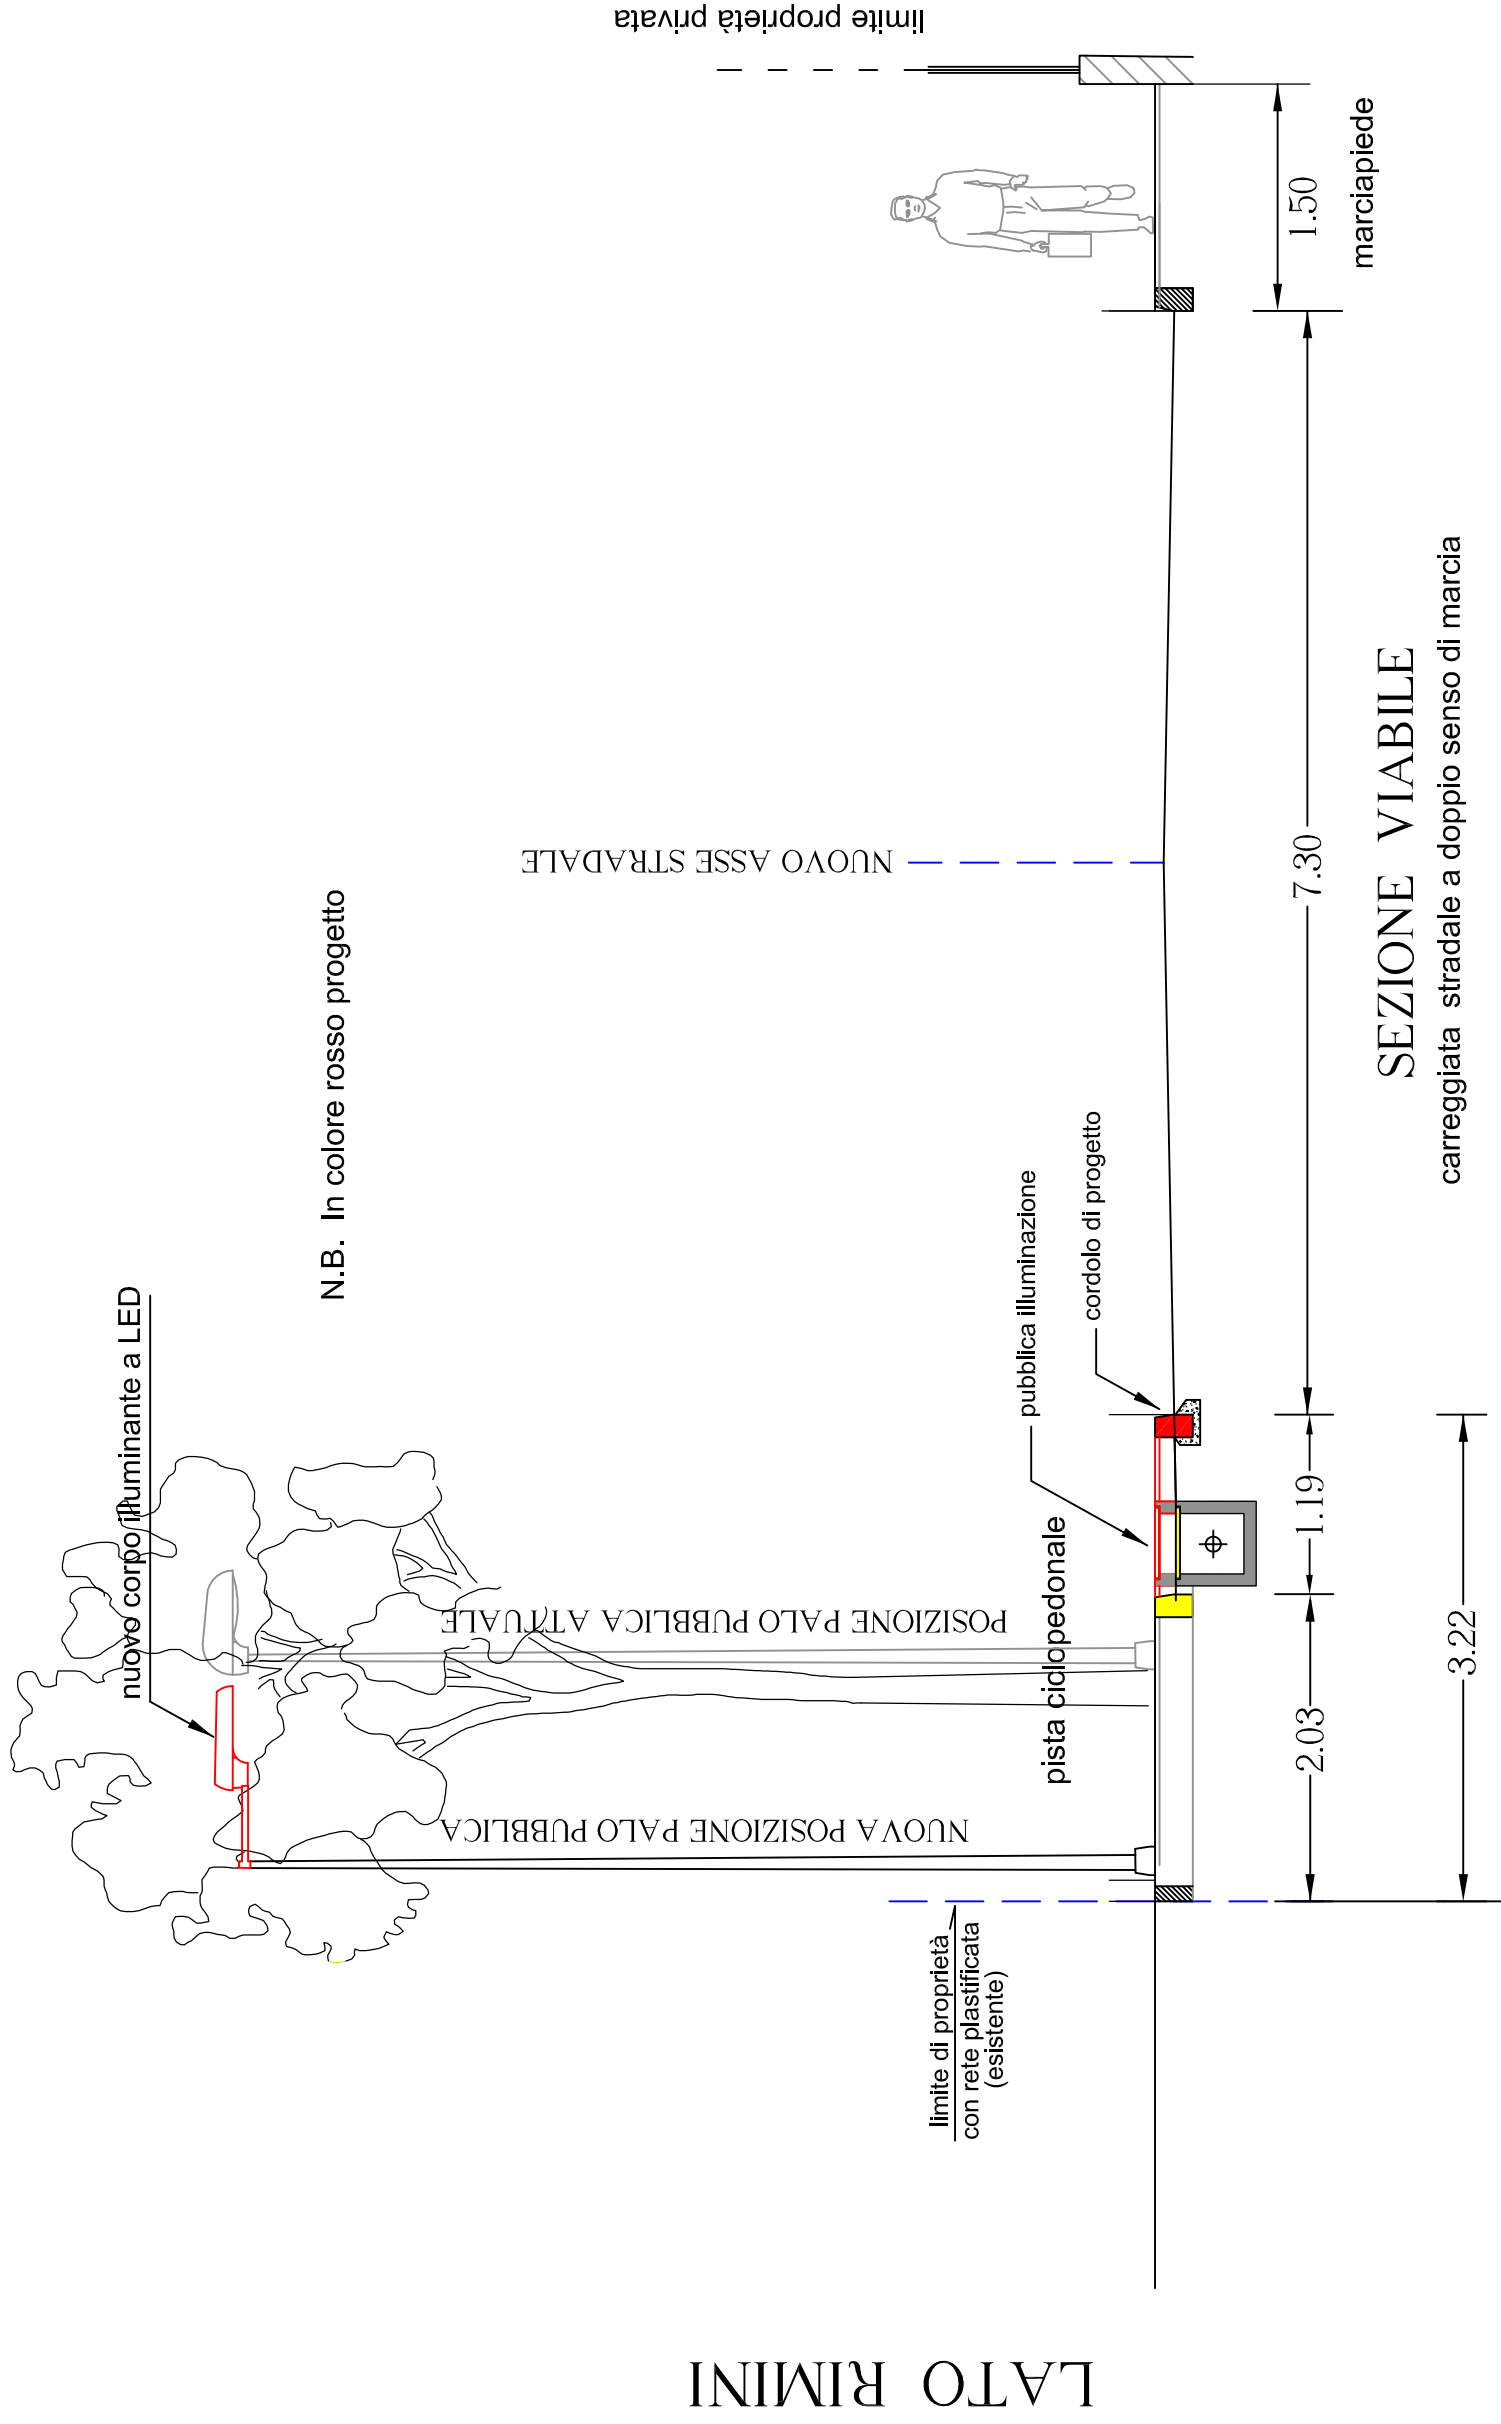 LATO RIMINI
nuovo corpo illuminante a LED
N.B. In colore rosso progetto
limite proprietà privata
POSIZIONE PALO PUBBLICA ATTUALE
NUOVA POSIZIONE PALO PUBBLICA
NUOVO ASSE STRADALE
limite di proprietà
con rete plastificata
(esistente)
pista ciclopedonale
pubblica illuminazione
cordolo di progetto
2.03
1.19
7.30
1.50
marciapiede
3.22
SEZIONE VIABILE
carreggiata stradale a doppio senso di marcia